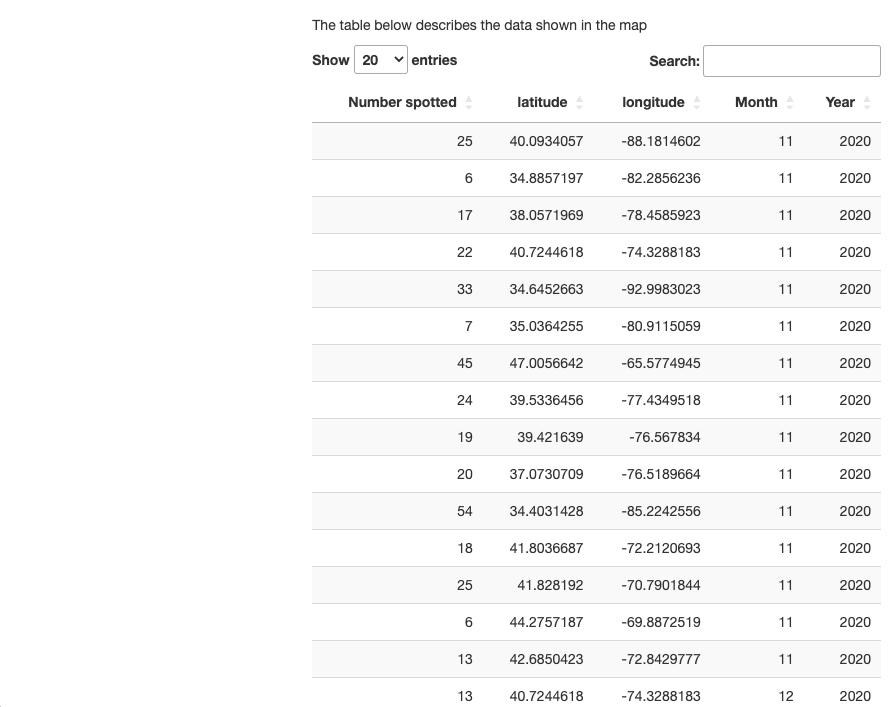 The table below describes the data shown in the map
Show 20 entries Search:
Number spotted latitude longitude Month Year
25 40.0934057 -88.1814602 11 2020
6 34.8857197 -82.2856236 11 2020
17 38.0571969 -78.4585923 11 2020
22 40.7244618 -74.3288183 11 2020
33 34.6452663 -92.9983023 11 2020
7 35.0364255 -80.9115059 11 2020
45 47.0056642 -65.5774945 11 2020
24 39.5336456 -77.4349518 11 2020
19 39.421639 -76.567834 11 2020
20 37.0730709 -76.5189664 11 2020
54 34.4031428 -85.2242556 11 2020
18 41.8036687 -72.2120693 11 2020
25 41.828192 -70.7901844 11 2020
6 44.2757187 -69.8872519 11 2020
13 42.6850423 -72.8429777 11 2020
13 40.7244618 -74.3288183 12 2020